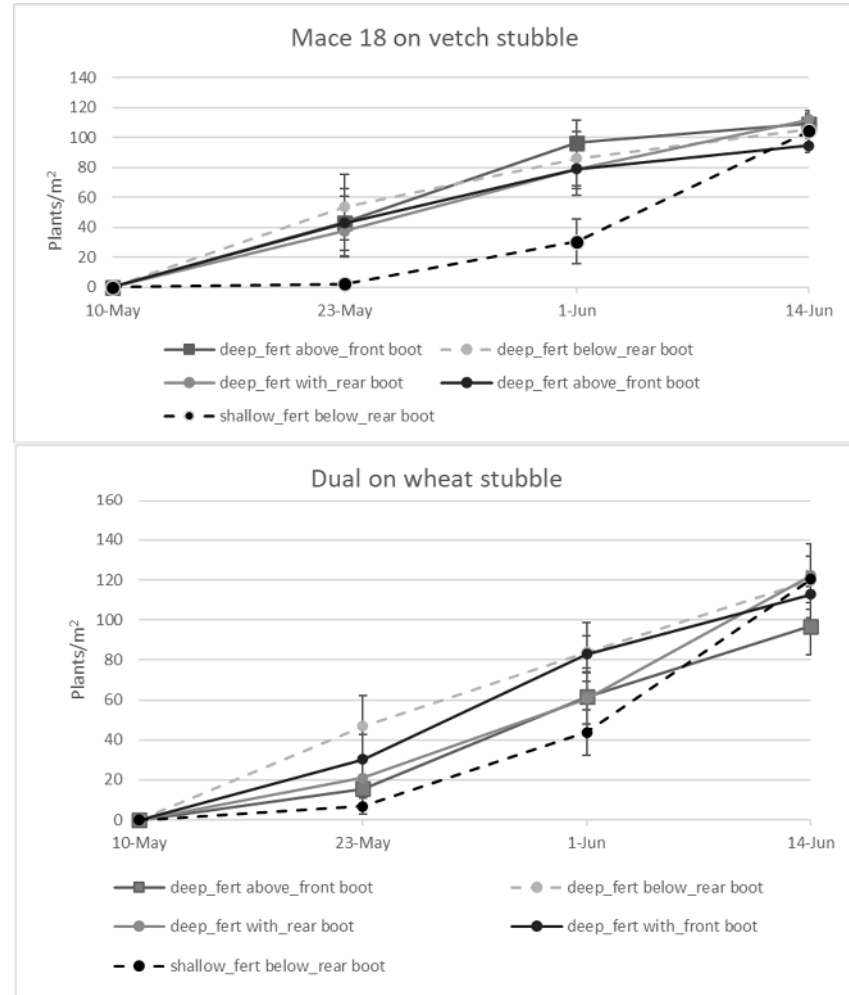 Mace 18 on vetch stubble
140
120
100
80
60
40
20
0
Plants/m²
10-May 23-May 1-Jun 14-Jun
deep_fert above_front boot deep_fert below_rear boot
deep_fert with_rear boot deep_fert above_front boot
shallow_fert below_rear boot
Dual on wheat stubble
160
140
120
100
80
60
40
20
0
Plants/m²
10-May 23-May 1-Jun 14-Jun
deep_fert above_front boot deep_fert below_rear boot
deep_fert with_rear boot deep_fert with_front boot
shallow_fert below_rear boot